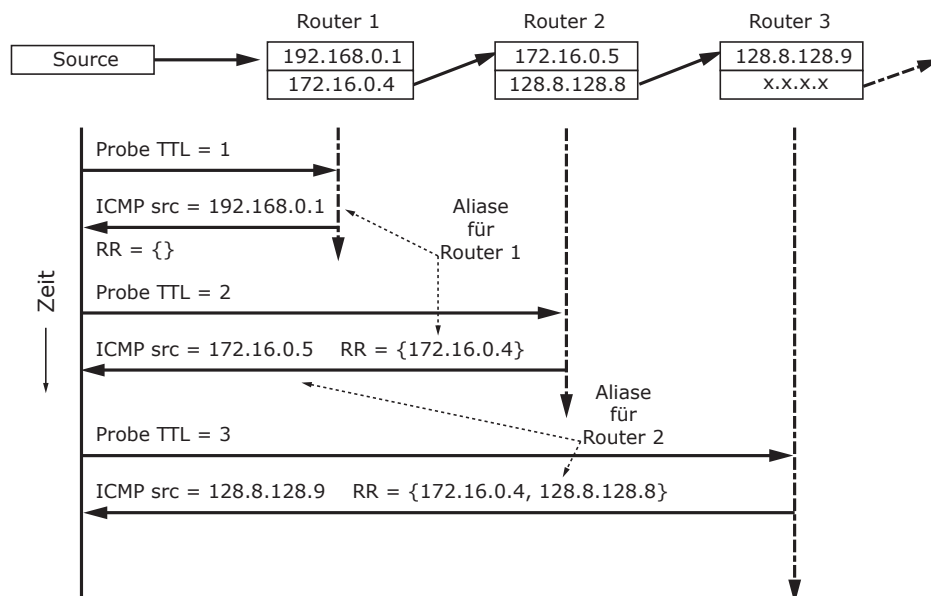 Router 1
Router 2
Router 3
Source
192.168.0.1
172.16.0.4
172.16.0.5
128.8.128.8
128.8.128.9
x.x.x.x
Probe TTL = 1
ICMP src = 192.168.0.1
RR = {}
Aliase
für
Router 1
Zeit
Probe TTL = 2
ICMP src = 172.16.0.5 RR = {172.16.0.4}
Aliase
für
Router 2
Probe TTL = 3
ICMP src = 128.8.128.9 RR = {172.16.0.4, 128.8.128.8}